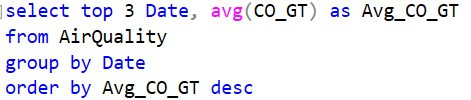 select top 3 Date, avg(CO_GT) as Avg_CO_GT
from AirQuality
group by Date
order by Avg_CO_GT desc